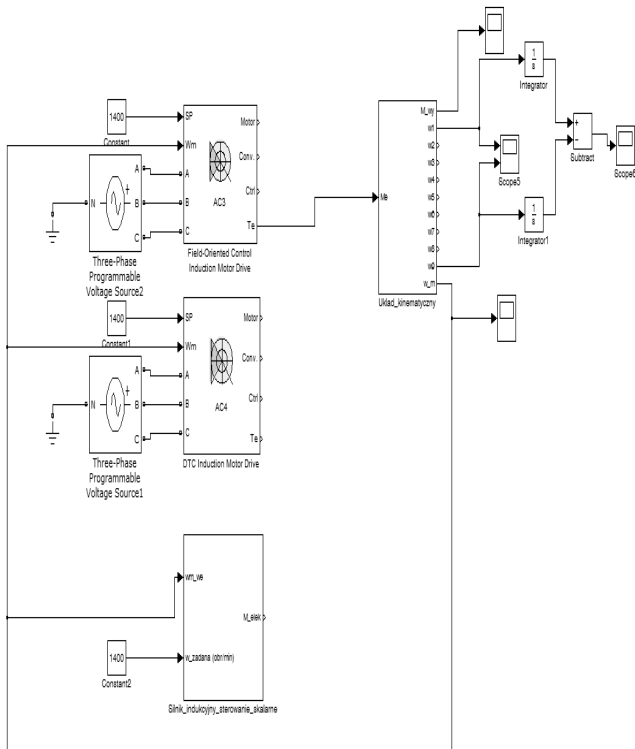 1400
Constant
SP
Wm
A
B
C
Motor
Conv.
Ctrl
Te
AC3
Field-Oriented Control
Induction Motor Drive
N
A
B
C
+
Three-Phase
Programmable
Voltage Source2
1400
Constant1
SP
Wm
A
B
C
Motor
Conv.
Ctrl
Te
AC4
DTC Induction Motor Drive
N
A
B
C
+
Three-Phase
Programmable
Voltage Source1
wm_we
w_zadana (obr/min)
M_elek
Silnik_indukcyjny_sterowanie_skalarne
1400
Constant2
Me
M_wy
w1
w2
w3
w4
w5
w6
w7
w8
w9
w_m
Uklad_kinematyczny
Scope5
1
s
Integrator
1
s
Integrator1
+
−
Subtract
Scope6